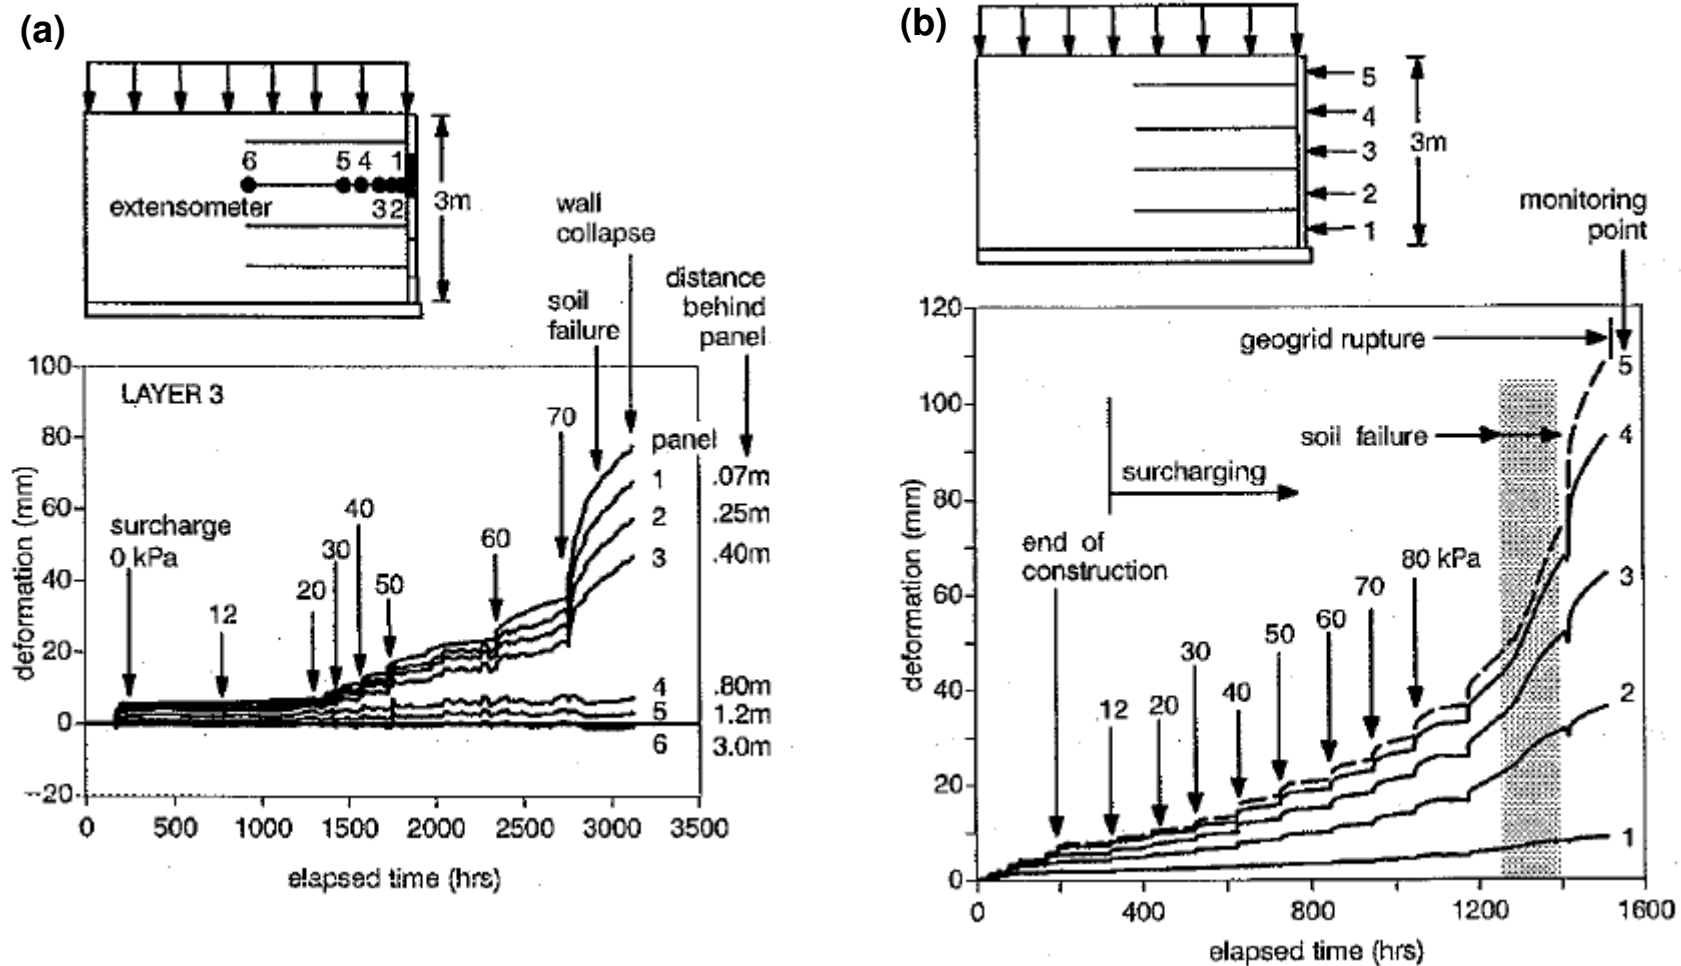 (a)
6
5 4
1
extensometer
3 2
3m
wall
collapse
soil
failure
distance
behind
panel
100
80
60
40
20
0
--20
deformation (mm)
LAYER 3
surcharge
0 kPa
12
20
30
40
50
60
70
panel
1
2
3
4
5
6
.07m
.25m
.40m
.80m
1.2m
3.0m
0
500
1000
1500
2000
2500
3000
3500
elapsed time (hrs)
(b)
5
4
3
2
1
3m
monitoring
point
120
100
80
60
40
20
0
deformation (mm)
geogrid rupture
soil failure
surcharging
end of
construction
12
20
30
40
50
60
70
80 kPa
5
4
3
2
1
0
400
800
1200
1600
elapsed time (hrs)